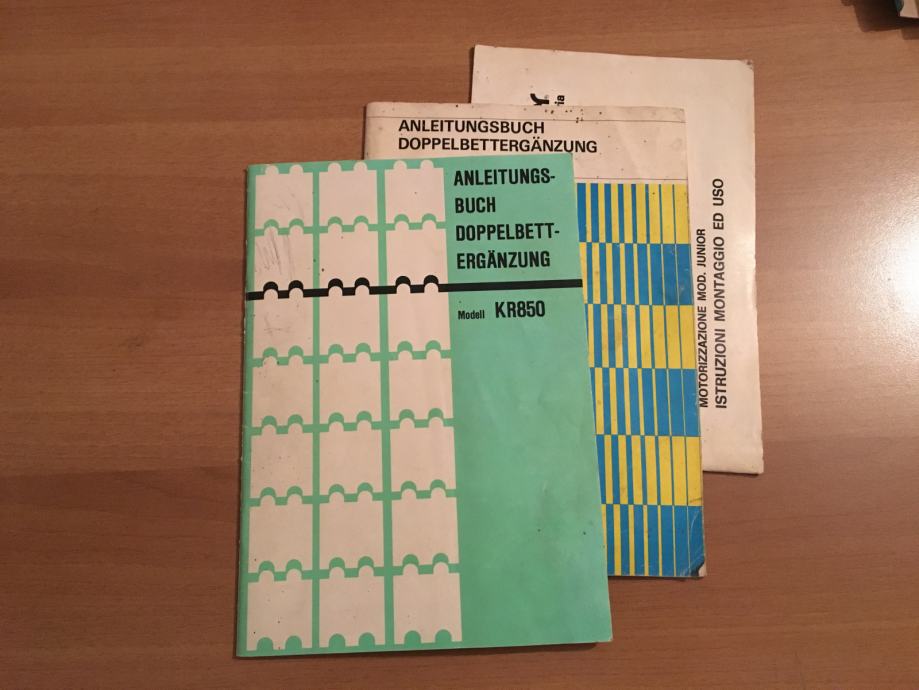 ANLEITUNGS-
BUCH
DOPPELBETT-
ERGÄNZUNG
Modell KR850
ANLEITUNGSBUCH
DOPPELBETTERGÄNZUNG
MOTORIZZAZIONE MOD. JUNIOR
ISTRUZIONI MONTAGGIO ED USO